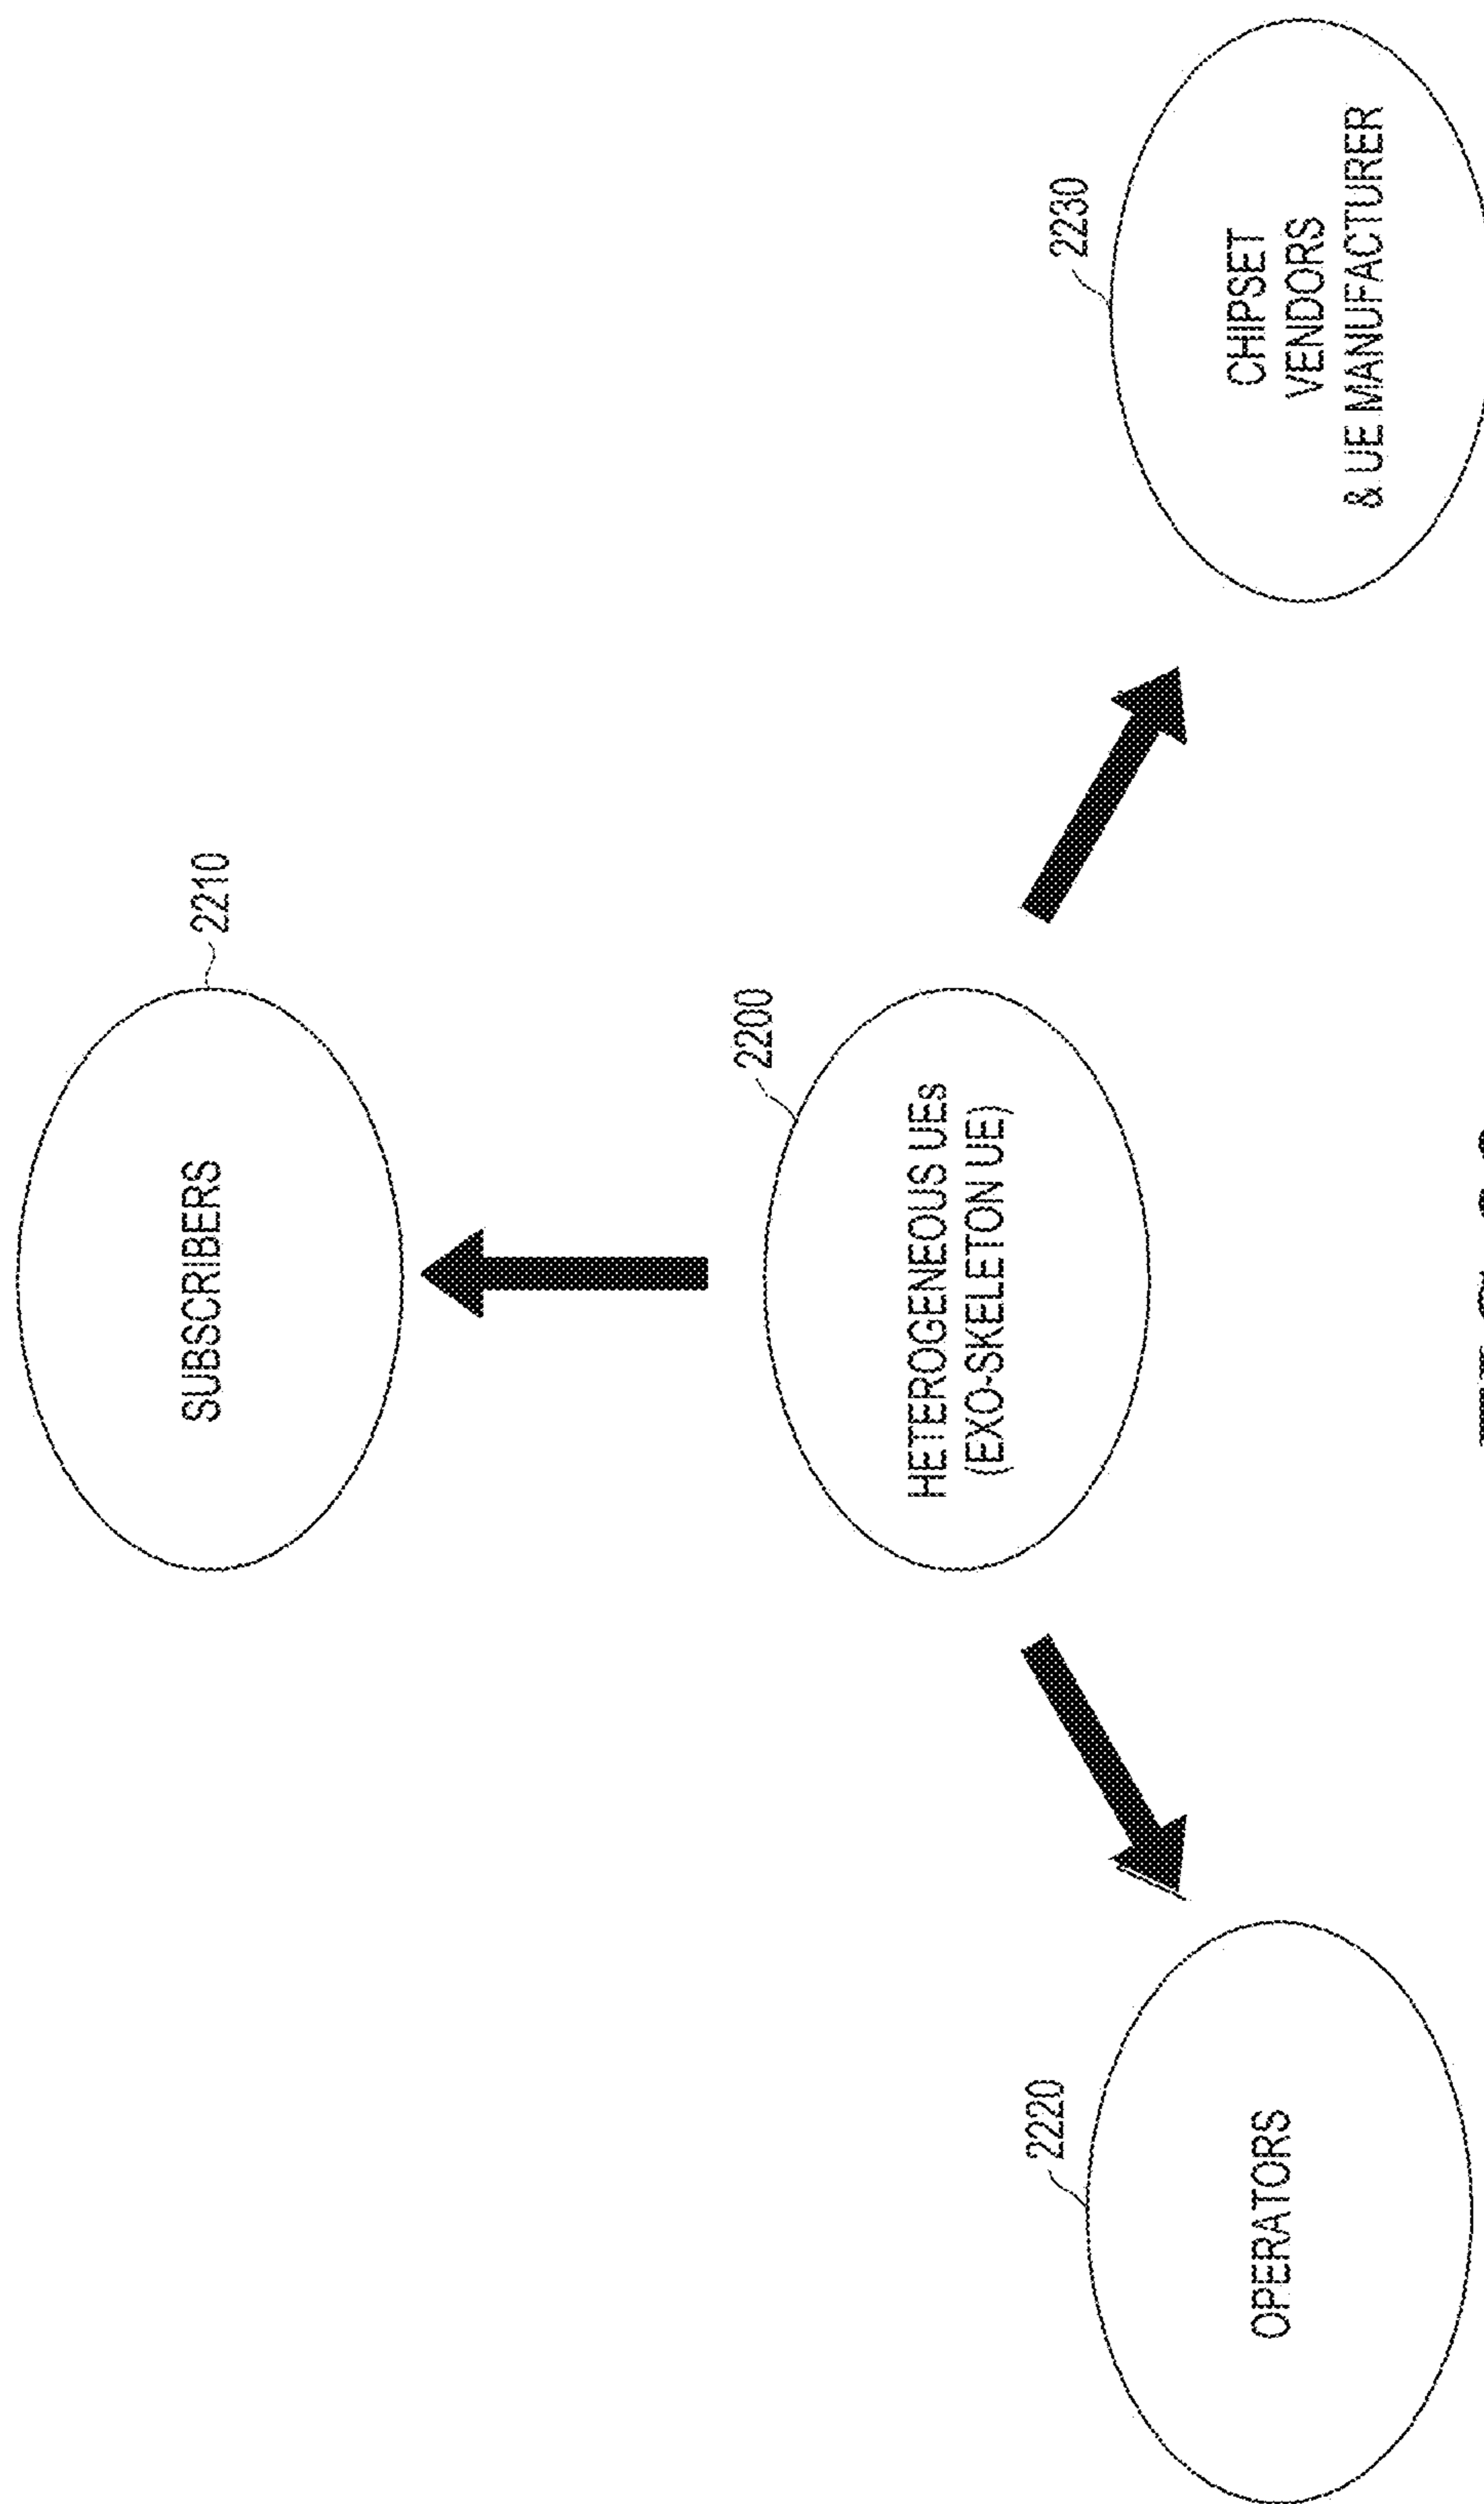 2210
SUBSCRIBERS
2200
HETEROGENEOUS UEs
(EXO-SKELETON UE)
2220
OPERATORS
2230
CHIPSET
VENDORS
& UE MANUFACTURER